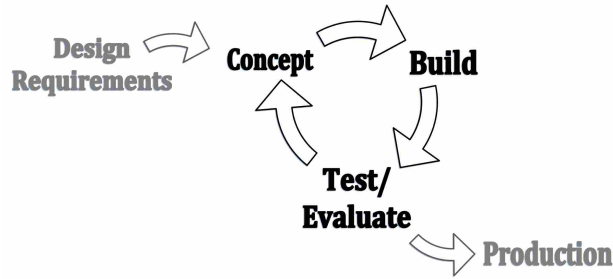 Design
Requirements
Concept
Build
Test/
Evaluate
Production